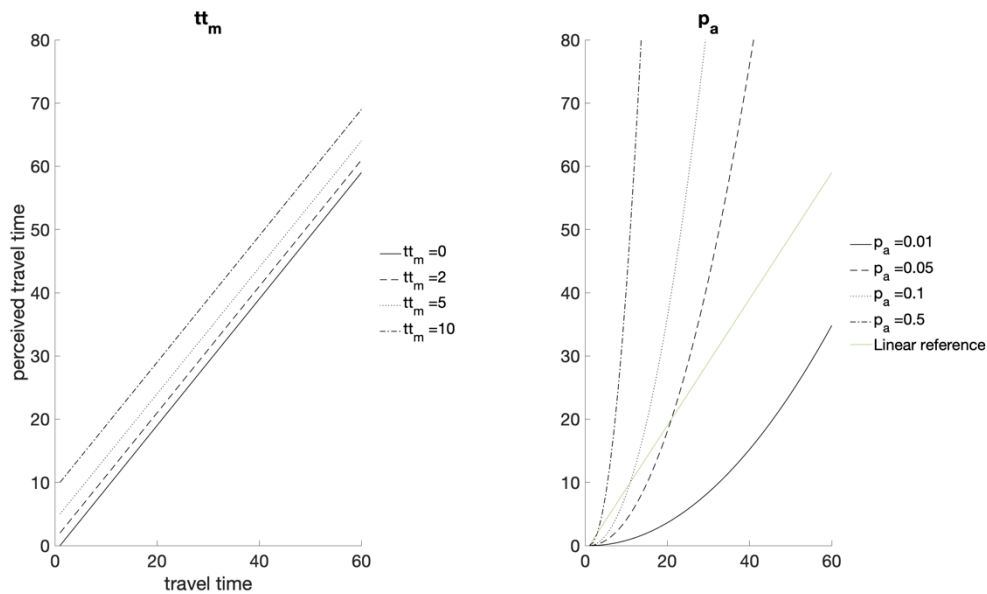 tt_m
80
70
60
50
40
30
20
10
0
perceived travel time
0
20
40
60
travel time
tt_m =0
tt_m =2
tt_m =5
tt_m =10
p_a
80
70
60
50
40
30
20
10
0
0
20
40
60
p_a =0.01
p_a =0.05
p_a =0.1
p_a =0.5
Linear reference